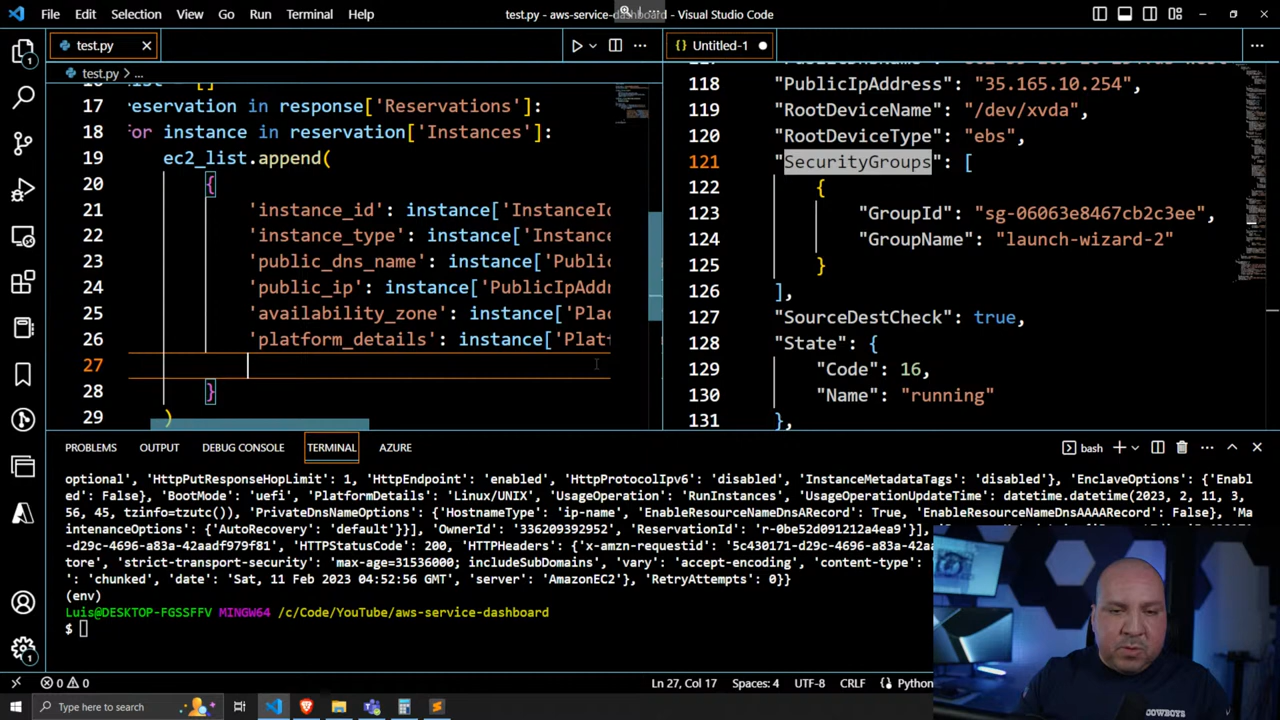 File Edit Selection View Go Run Terminal Help
test.py - aws-service-dashboard - Visual Studio Code
test.py
Untitled-1
test.py > ...
17 eservation in response['Reservations']:
18 for instance in reservation['Instances']:
19 ec2_list.append(
20 {
21 'instance_id': instance['InstanceId
22 'instance_type': instance['Instance
23 'public_dns_name': instance['Public
24 'public_ip': instance['PublicIpAddr
25 'availability_zone': instance['Plac
26 'platform_details': instance['Platf
27
28 }
29 )
118 "PublicIpAddress": "35.165.10.254",
119 "RootDeviceName": "/dev/xvda",
120 "RootDeviceType": "ebs",
121 "SecurityGroups": [
122 {
123 "GroupId": "sg-06063e8467cb2c3ee",
124 "GroupName": "launch-wizard-2"
125 }
126 ],
127 "SourceDestCheck": true,
128 "State": {
129 "Code": 16,
130 "Name": "running"
131 },
PROBLEMS OUTPUT DEBUG CONSOLE TERMINAL AZURE
bash
optional', 'HttpPutResponseHopLimit': 1, 'HttpEndpoint': 'enabled', 'HttpProtocolIpv6': 'disabled', 'InstanceMetadataTags': 'disabled'}, 'EnclaveOptions': {'Enabl
ed': False}, 'BootMode': 'uefi', 'PlatformDetails': 'Linux/UNIX', 'UsageOperation': 'RunInstances', 'UsageOperationUpdateTime': datetime.datetime(2023, 2, 11, 3,
56, 45, tzinfo=tzutc()), 'PrivateDnsNameOptions': {'HostnameType': 'ip-name', 'EnableResourceNameDnsARecord': True, 'EnableResourceNameDnsAAAARecord': False}, 'Ma
intenanceOptions': {'AutoRecovery': 'default'}}], 'OwnerId': '336209392952', 'ReservationId': 'r-0be52d091212a4ea9'}],
-d29c-4696-a83a-42aadf979f81', 'HTTPStatusCode': 200, 'HTTPHeaders': {'x-amzn-requestid': '5c430171-d29c-4696-a83a-42aa
tore', 'strict-transport-security': 'max-age=31536000; includeSubDomains', 'vary': 'accept-encoding', 'content-type':
': 'chunked', 'date': 'Sat, 11 Feb 2023 04:52:56 GMT', 'server': 'AmazonEC2'}, 'RetryAttempts': 0}}
(env)
Luis@DESKTOP-FGSSFFV MINGW64 /c/Code/YouTube/aws-service-dashboard
$
0 0 Ln 27, Col 17 Spaces: 4 UTF-8 CRLF Python
Type here to search
COWBOYS